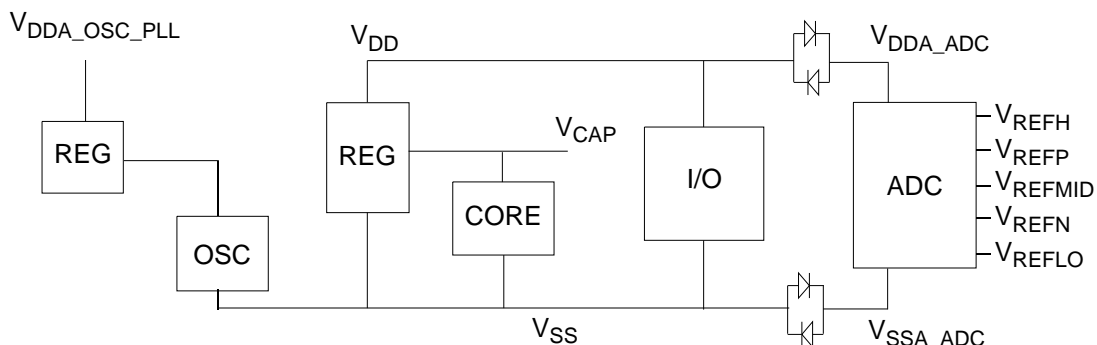 VDDA_OSC_PLL
VDD
VDDA_ADC
REG
REG
VCAP
CORE
I/O
ADC
VREFH
VREFP
VREFMID
VREFN
VREFLO
OSC
VSS
VSSA_ADC